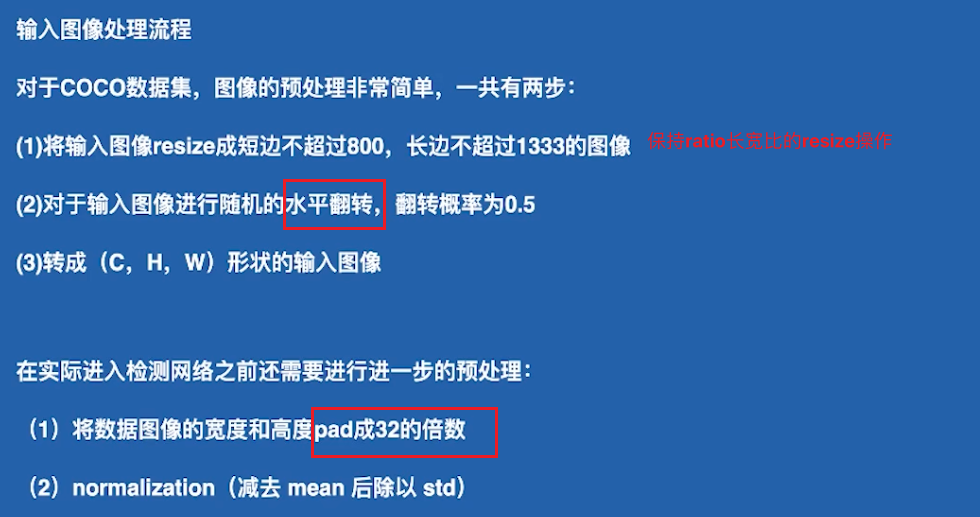 输入图像处理流程
对于COCO数据集，图像的预处理非常简单，一共有两步：
(1)将输入图像resize成短边不超过800，长边不超过1333的图像 保持ratio长宽比的resize操作
(2)对于输入图像进行随机的水平翻转，翻转概率为0.5
(3)转成（C，H，W）形状的输入图像
在实际进入检测网络之前还需要进行进一步的预处理：
（1）将数据图像的宽度和高度pad成32的倍数
（2）normalization（减去 mean 后除以 std）